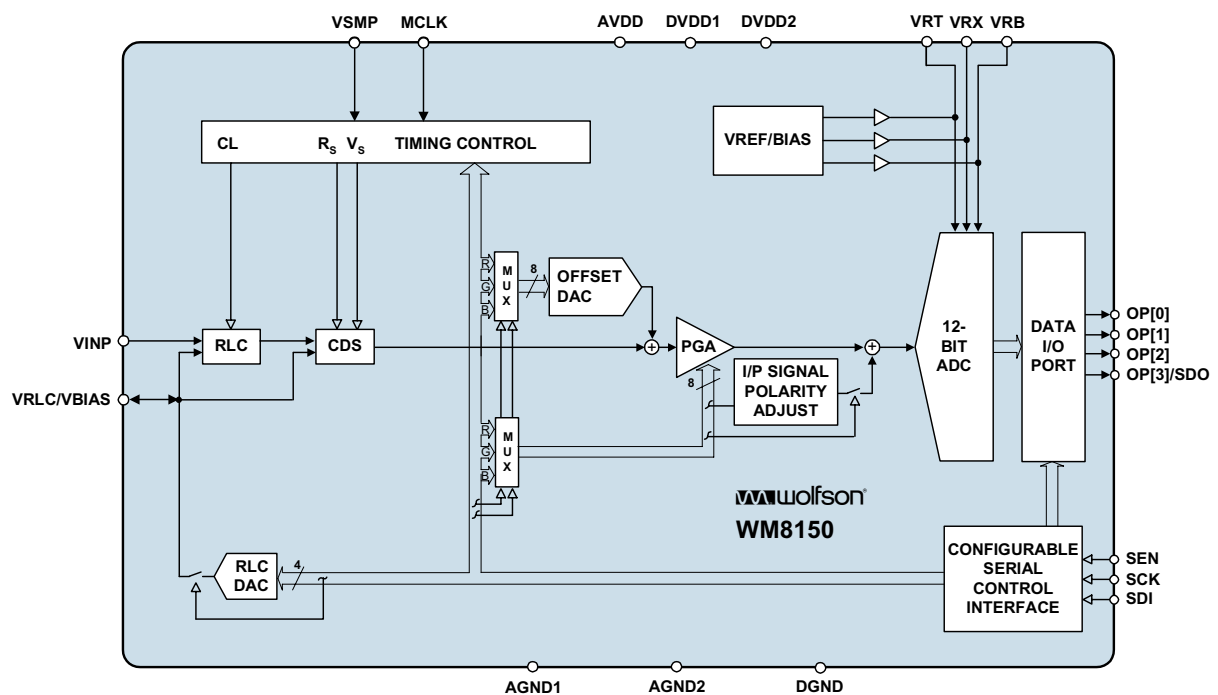 VSMP MCLK AVDD DVDD1 DVDD2 VRT VRX VRB
CL R_S V_S TIMING CONTROL
VREF/BIAS
R
G
B
MUX
8
OFFSET
DAC
VINP
RLC
CDS
+
PGA
8
+
VRLC/VBIAS
I/P SIGNAL
POLARITY
ADJUST
12-
BIT
ADC
DATA
I/O
PORT
OP[0]
OP[1]
OP[2]
OP[3]/SDO
R
G
B
MUX
wolfson®
WM8150
RLC
DAC
4
CONFIGURABLE
SERIAL
CONTROL
INTERFACE
SEN
SCK
SDI
AGND1 AGND2 DGND